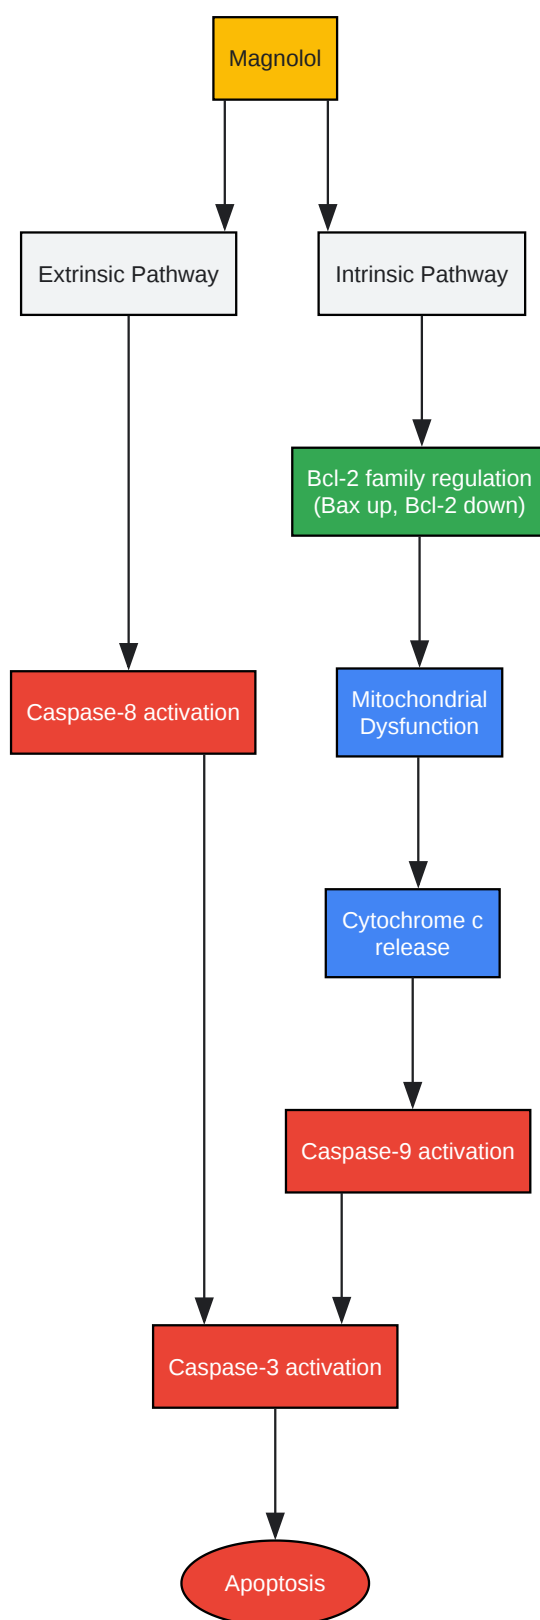 Magnolol
Extrinsic Pathway
Intrinsic Pathway
Bcl-2 family regulation
(Bax up, Bcl-2 down)
Caspase-8 activation
Mitochondrial
Dysfunction
Cytochrome c
release
Caspase-9 activation
Caspase-3 activation
Apoptosis